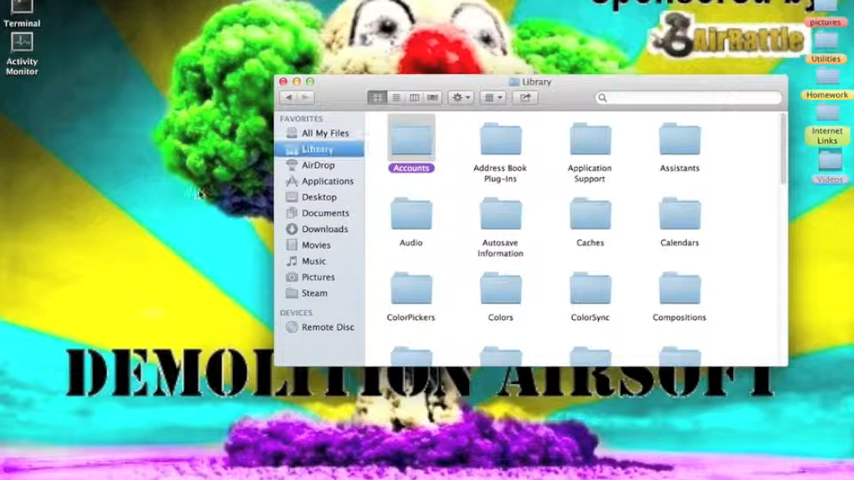 Sponsored by
AirRattle
Terminal
Activity
Monitor
pictures
Utilities
Homework
Internet
Links
Videos
Library
FAVORITES
All My Files
Library
AirDrop
Applications
Desktop
Documents
Downloads
Movies
Music
Pictures
Steam
DEVICES
Remote Disc
Accounts
Address Book
Plug-Ins
Application
Support
Assistants
Audio
Autosave
Information
Caches
Calendars
ColorPickers
Colors
ColorSync
Compositions
DEMOLITION AIRSOFT